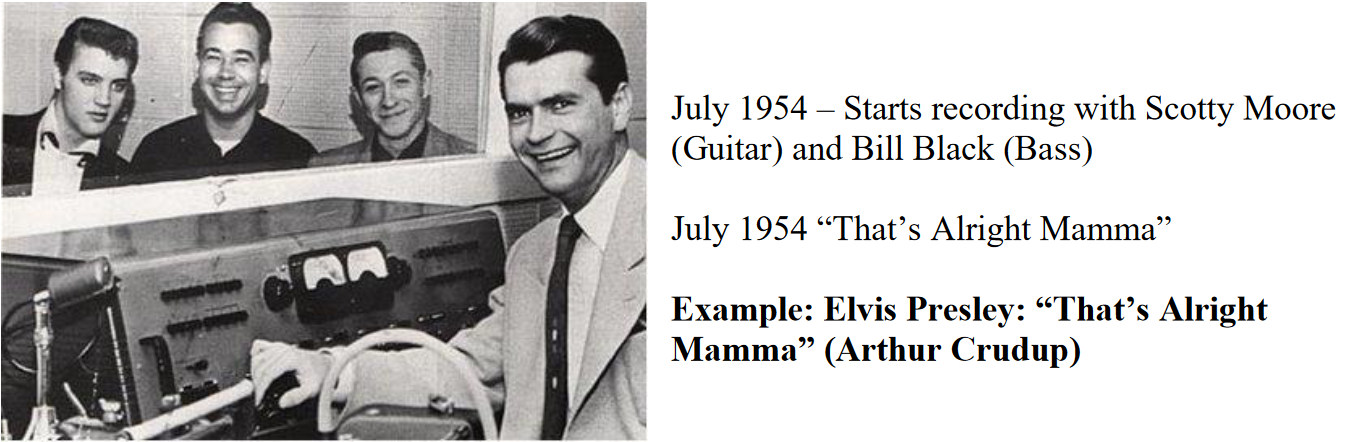 July 1954 – Starts recording with Scotty Moore
(Guitar) and Bill Black (Bass)
July 1954 “That’s Alright Mamma”
Example: Elvis Presley: “That’s Alright
Mamma” (Arthur Crudup)